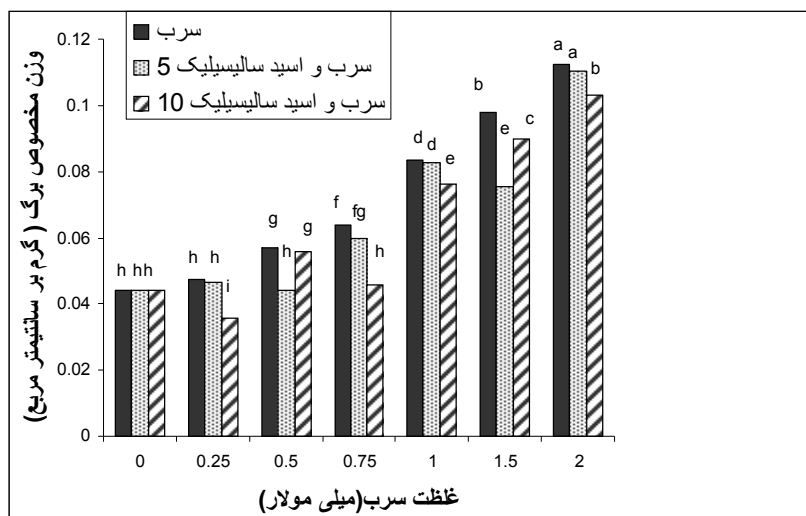 سرب
سرب و اسید سالیسیلیک 5
سرب و اسید سالیسیلیک 10
وزن مخصوص برگ ( گرم بر سانتیمتر مربع)
0.12
0.1
0.08
0.06
0.04
0.02
0
h h h
h h i
g h g
f fg h
d d e
b e c
a a b
0 0.25 0.5 0.75 1 1.5 2
غلظت سرب(میلی مولار)